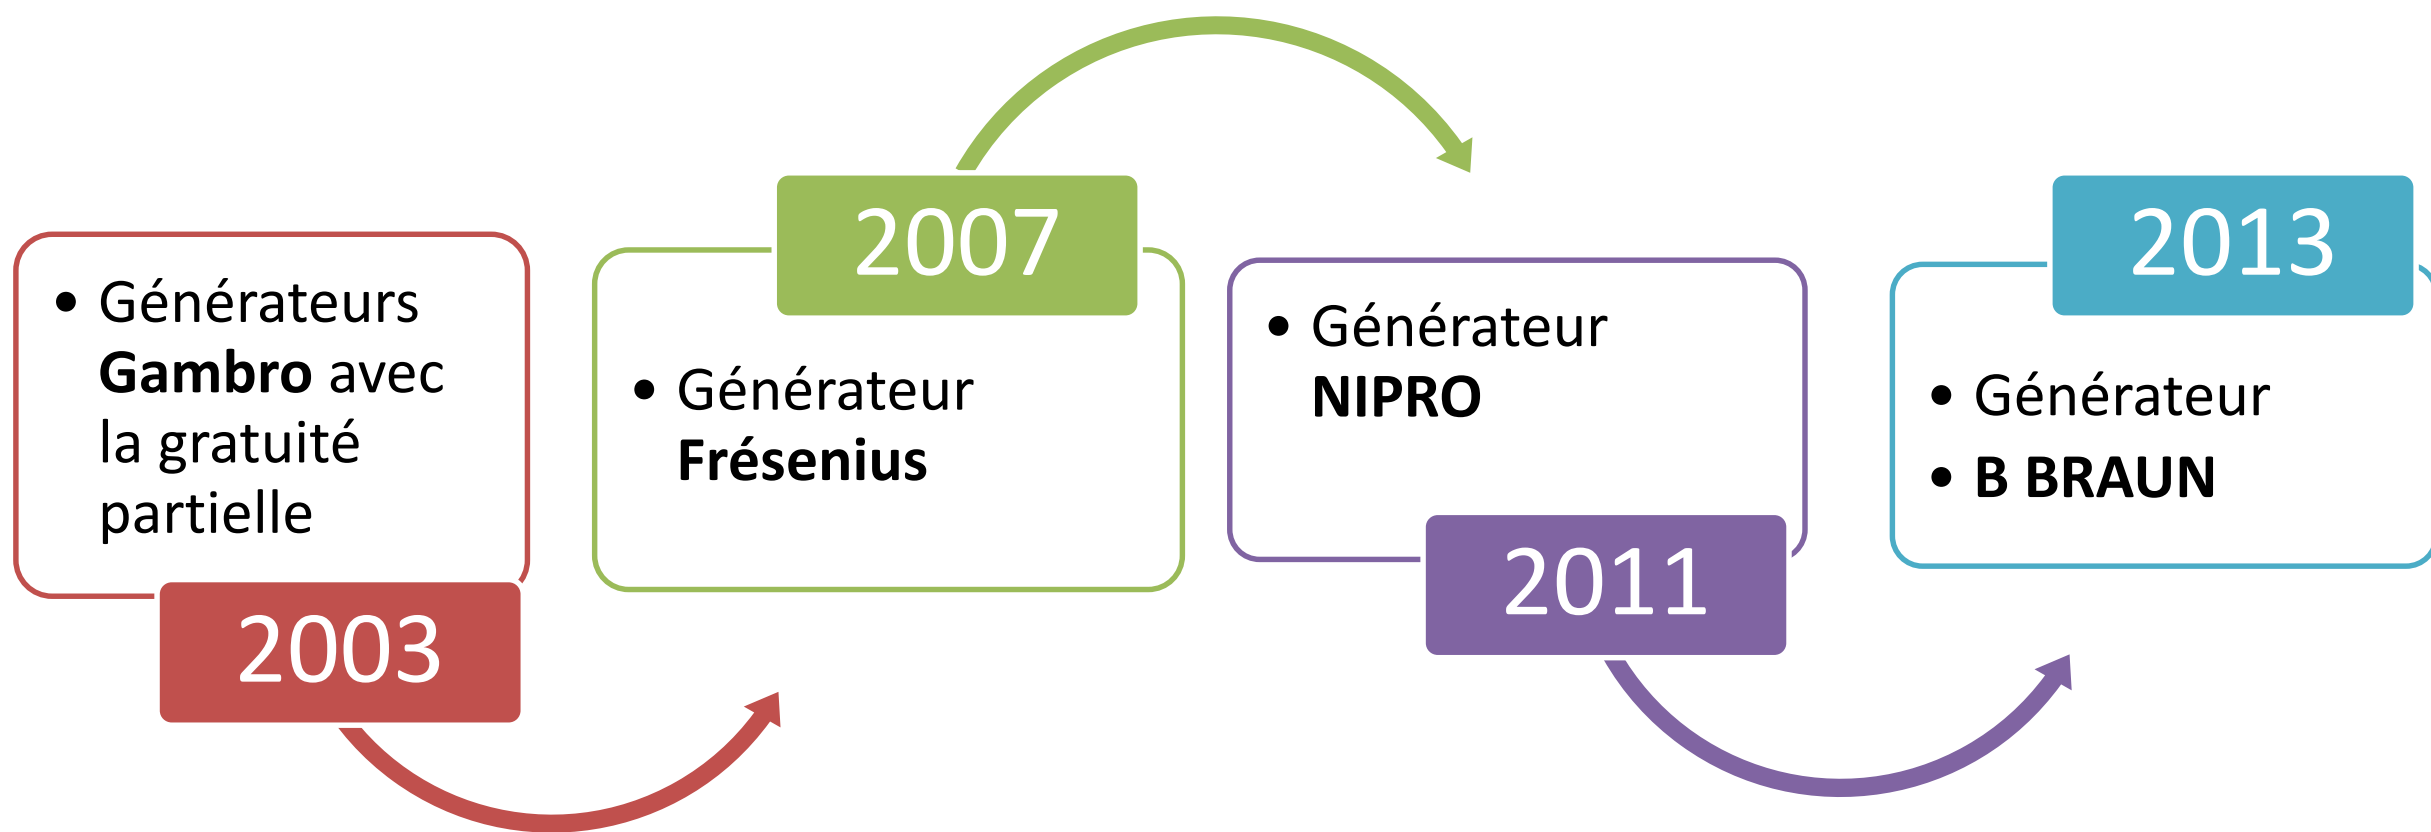 • Générateurs
Gambro avec
la gratuité
partielle
2003
2007
• Générateur
Frésenius
• Générateur
NIPRO
2011
2013
• Générateur
• B BRAUN